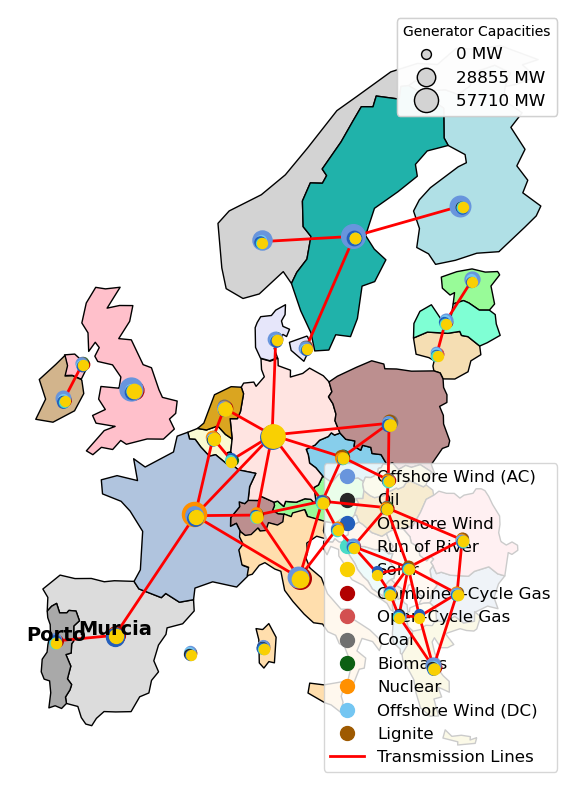 Generator Capacities
0 MW
28855 MW
57710 MW
Offshore Wind (AC)
Oil
Onshore Wind
Run of River
Solar
Combined-Cycle Gas
Open-Cycle Gas
Coal
Biomass
Nuclear
Offshore Wind (DC)
Lignite
Transmission Lines
Murcia
Porto